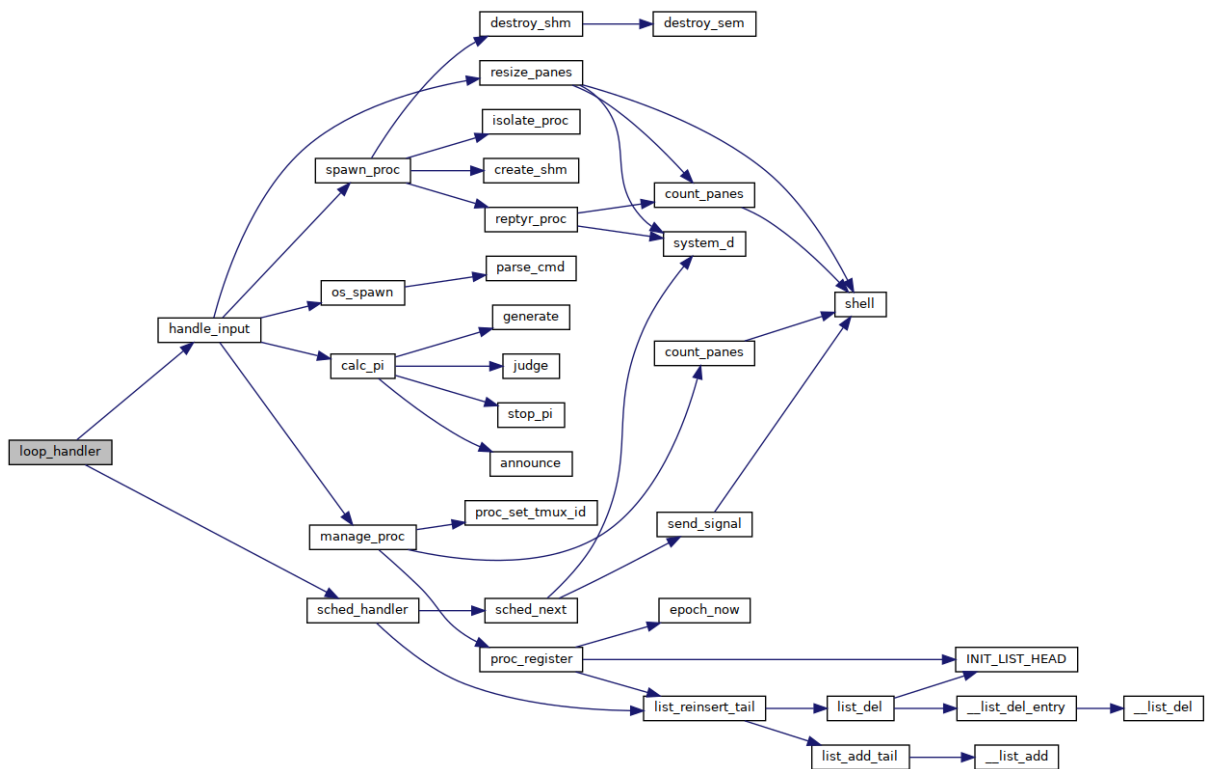 destroy_shm
destroy_sem
resize_panes
isolate_proc
spawn_proc
create_shm
count_panes
reptyr_proc
system_d
parse_cmd
os_spawn
shell
generate
handle_input
count_panes
calc_pi
judge
stop_pi
loop_handler
announce
proc_set_tmux_id
send_signal
manage_proc
sched_handler
sched_next
epoch_now
proc_register
INIT_LIST_HEAD
list_reinsert_tail
list_del
__list_del_entry
__list_del
list_add_tail
__list_add